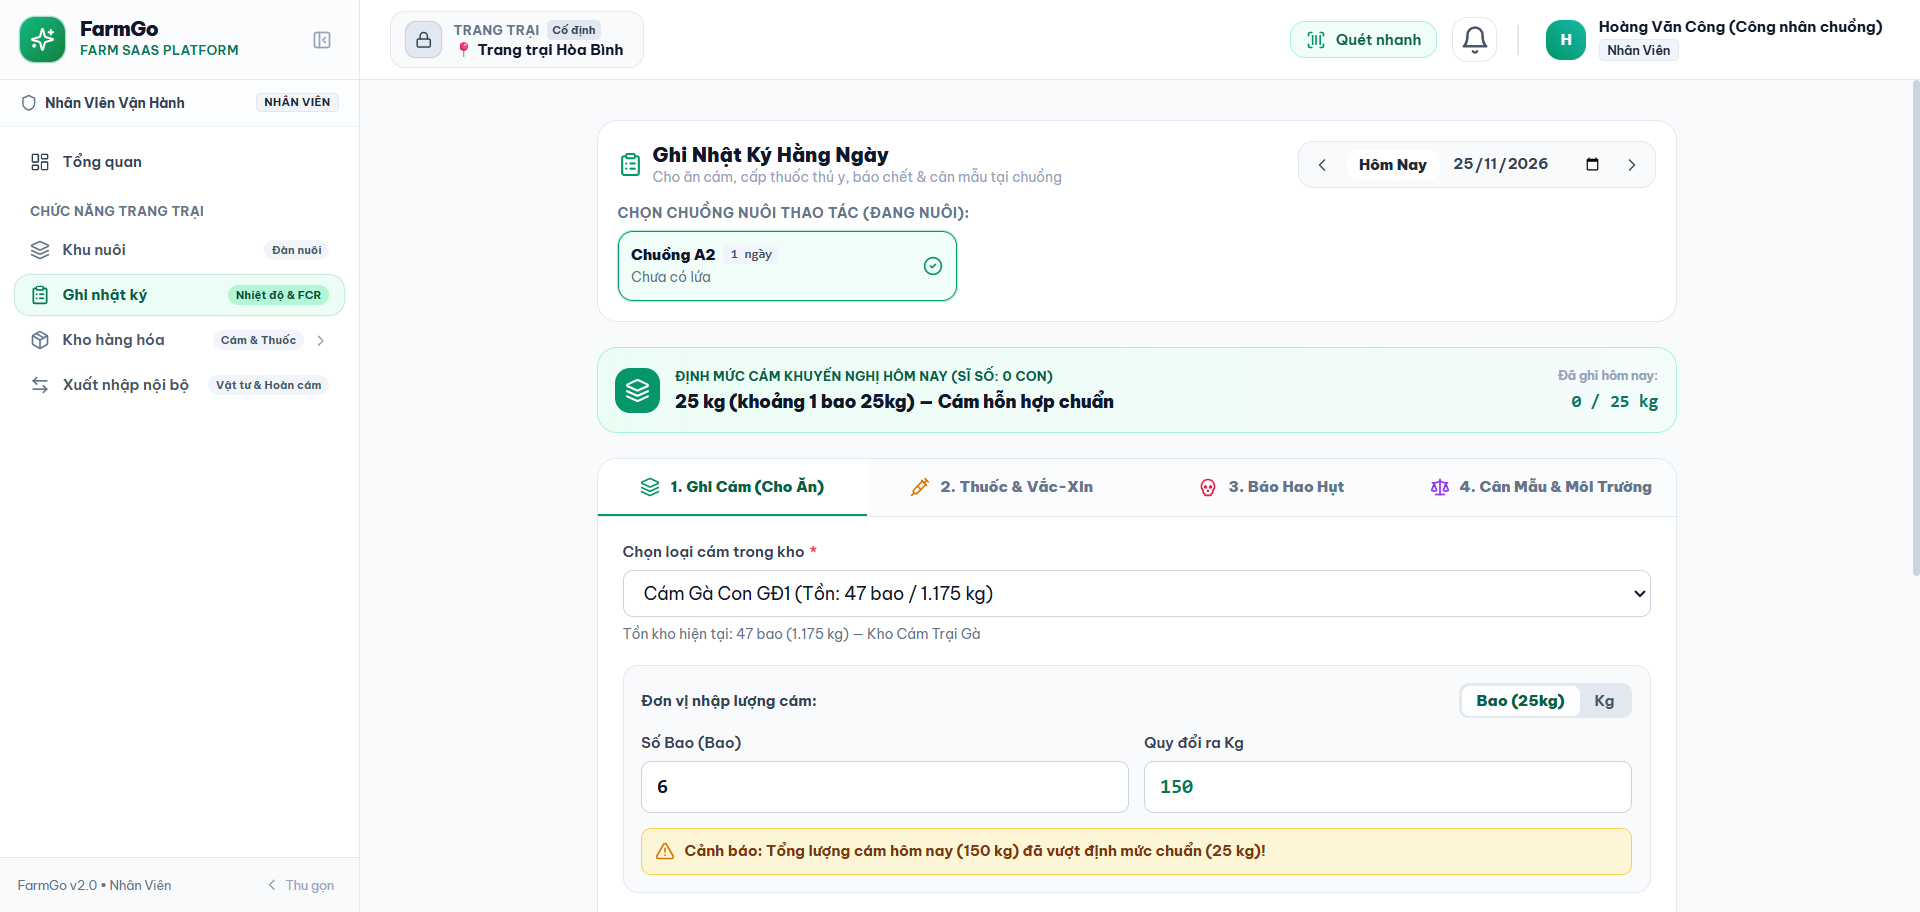 FarmGo
FARM SAAS PLATFORM
Nhân Viên Vận Hành
NHÂN VIÊN
Tổng quan
CHỨC NĂNG TRANG TRẠI
Khu nuôi
Đàn nuôi
Ghi nhật ký
Nhiệt độ & FCR
Kho hàng hóa
Cám & Thuốc
Xuất nhập nội bộ
Vật tư & Hoàn cám
FarmGo v2.0 • Nhân Viên
Thu gọn
TRANG TRẠI Cố định
Trang trại Hòa Bình
Quét nhanh
H
Hoàng Văn Công (Công nhân chuồng)
Nhân Viên
Ghi Nhật Ký Hằng Ngày
Cho ăn cám, cấp thuốc thú y, báo chết & cân mẫu tại chuồng
Hôm Nay 25/11/2026
CHỌN CHUỒNG NUÔI THAO TÁC (ĐANG NUÔI):
Chuồng A2 1 ngày
Chưa có lứa
ĐỊNH MỨC CÁM KHUYẾN NGHỊ HÔM NAY (SĨ SỐ: 0 CON)
25 kg (khoảng 1 bao 25kg) — Cám hỗn hợp chuẩn
Đã ghi hôm nay:
0 / 25 kg
1. Ghi Cám (Cho Ăn)
2. Thuốc & Vắc-Xin
3. Báo Hao Hụt
4. Cân Mẫu & Môi Trường
Chọn loại cám trong kho *
Cám Gà Con GĐ1 (Tồn: 47 bao / 1.175 kg)
Tồn kho hiện tại: 47 bao (1.175 kg) — Kho Cám Trại Gà
Đơn vị nhập lượng cám:
Bao (25kg) Kg
Số Bao (Bao)
Quy đổi ra Kg
6
150
Cảnh báo: Tổng lượng cám hôm nay (150 kg) đã vượt định mức chuẩn (25 kg)!